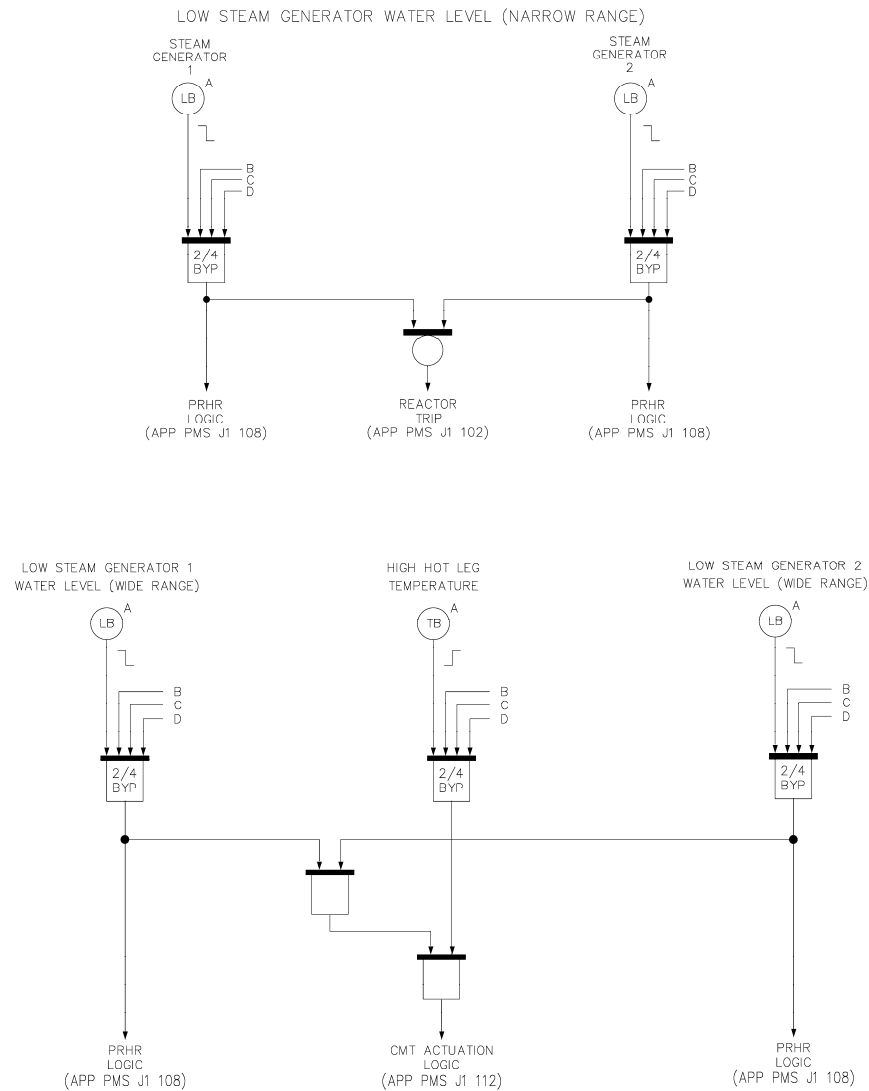 LOW STEAM GENERATOR WATER LEVEL (NARROW RANGE)
STEAM
GENERATOR
1
LB
A
B
C
D
2/4
BYP
STEAM
GENERATOR
2
LB
A
B
C
D
2/4
BYP
PRHR
LOGIC
(APP PMS J1 108)
REACTOR
TRIP
(APP PMS J1 102)
PRHR
LOGIC
(APP PMS J1 108)
LOW STEAM GENERATOR 1
WATER LEVEL (WIDE RANGE)
LB
A
B
C
D
2/4
BYP
HIGH HOT LEG
TEMPERATURE
TB
A
B
C
D
2/4
BYP
LOW STEAM GENERATOR 2
WATER LEVEL (WIDE RANGE)
LB
A
B
C
D
2/4
BYP
PRHR
LOGIC
(APP PMS J1 108)
CMT ACTUATION
LOGIC
(APP PMS J1 112)
PRHR
LOGIC
(APP PMS J1 108)